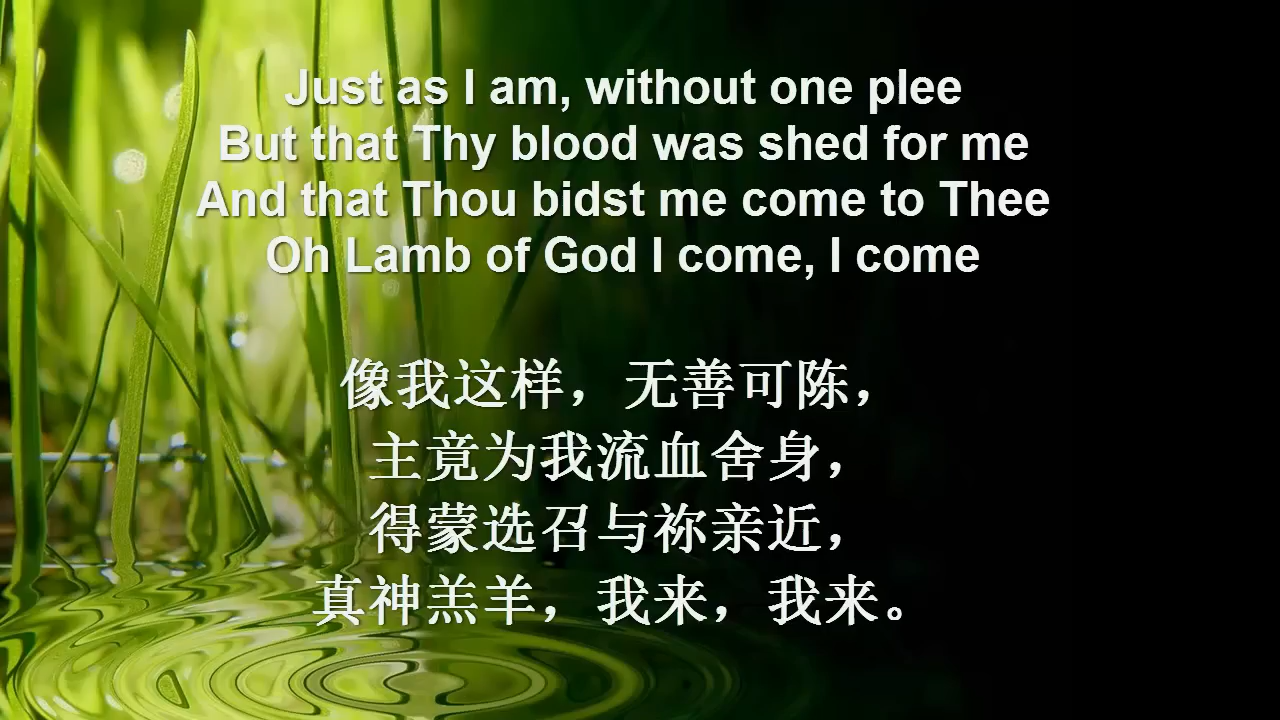 Just as I am, without one plee
But that Thy blood was shed for me
And that Thou bidst me come to Thee
Oh Lamb of God I come, I come
像我这样，无善可陈，
主竟为我流血舍身，
得蒙选召与祢亲近，
真神羔羊，我来，我来。